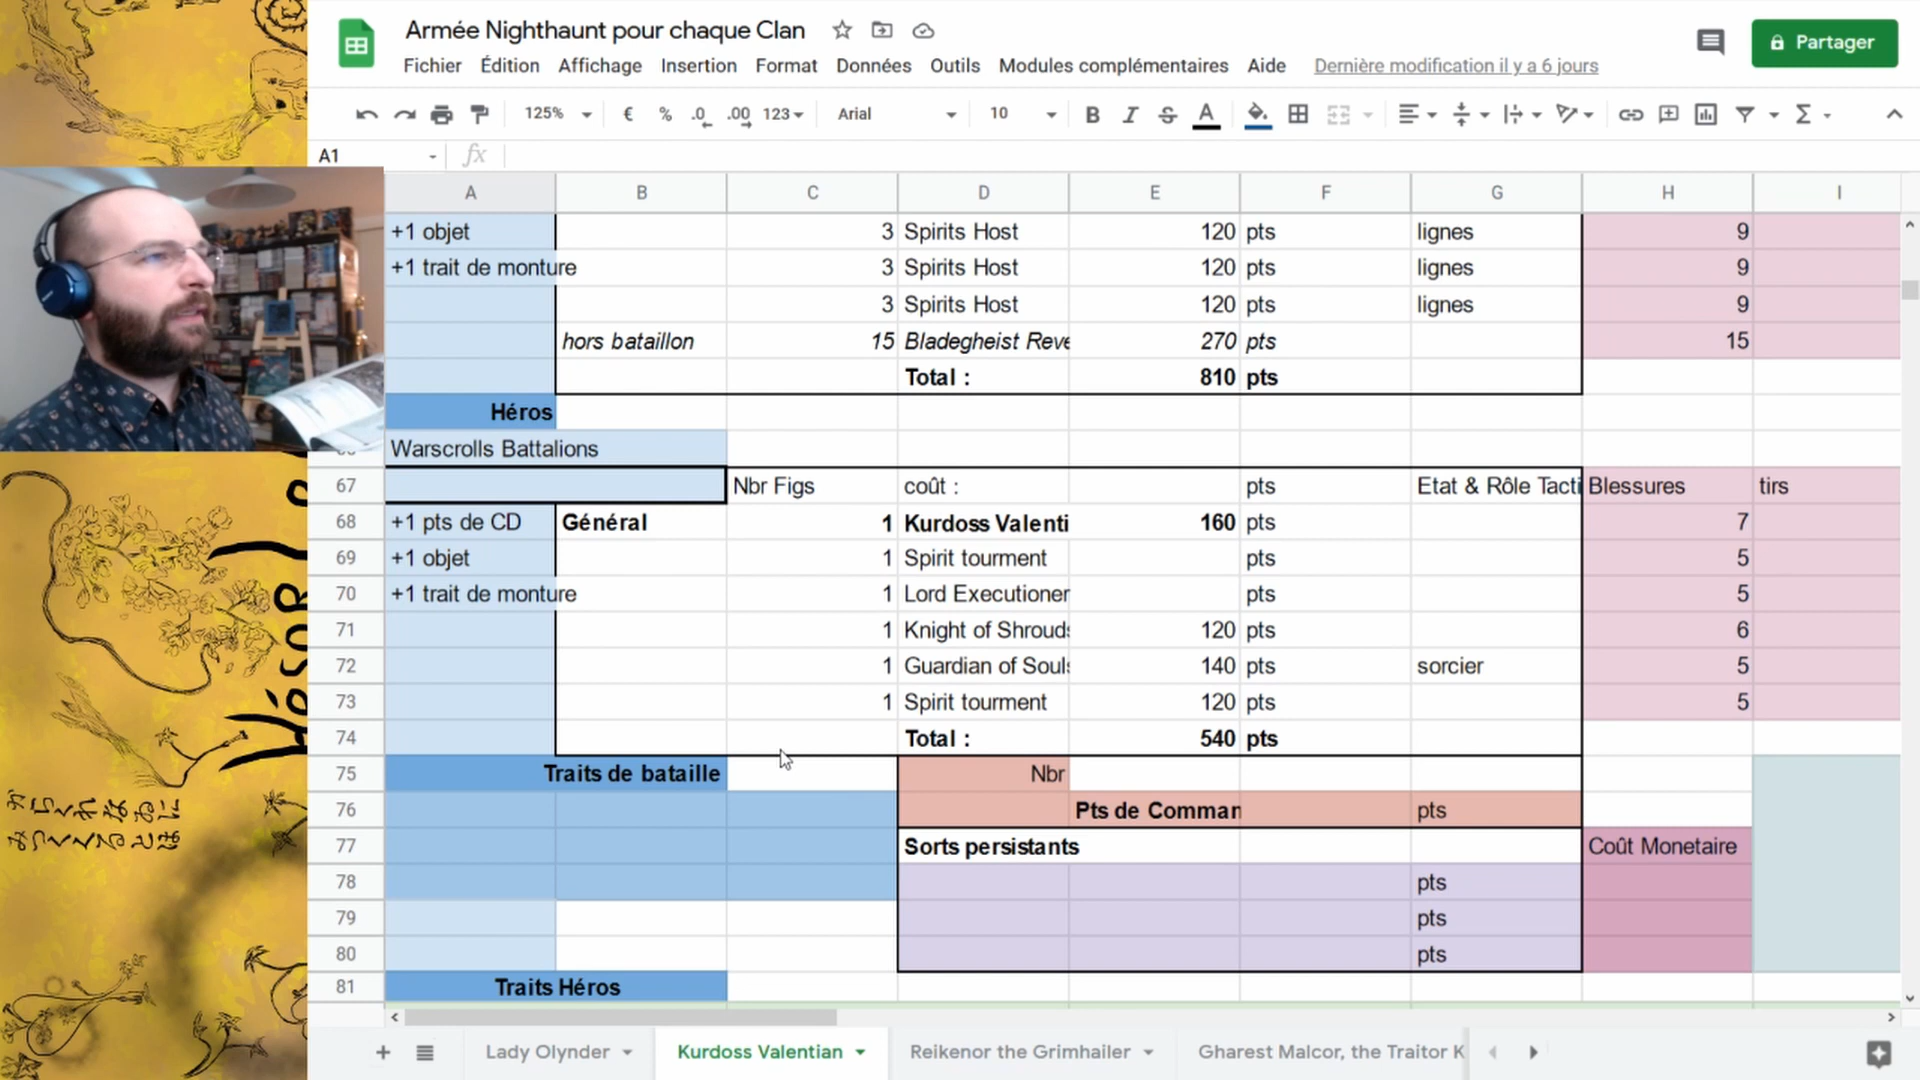 Armée Nighthaunt pour chaque Clan
Partager
Fichier Édition Affichage Insertion Format Données Outils Modules complémentaires Aide Dernière modification il y a 6 jours
125% € % .0 .00 123 Arial 10 B I S A
A1 fx
A B C D E F G H I
+1 objet 3 Spirits Host 120 pts lignes 9
+1 trait de monture 3 Spirits Host 120 pts lignes 9
3 Spirits Host 120 pts lignes 9
hors bataillon 15 Bladegheist Reve 270 pts 15
Total : 810 pts
Héros
Warscrolls Battalions
67 Nbr Figs coût : pts Etat & Rôle Tacti Blessures tirs
68 +1 pts de CD Général 1 Kurdoss Valenti 160 pts 7
69 +1 objet 1 Spirit tourment pts 5
70 +1 trait de monture 1 Lord Executioner pts 5
71 1 Knight of Shrouds 120 pts 6
72 1 Guardian of Souls 140 pts sorcier 5
73 1 Spirit tourment 120 pts 5
74 Total : 540 pts
75 Traits de bataille Nbr
76 Pts de Comman pts
77 Sorts persistants Coût Monetaire
78 pts
79 pts
80 pts
81 Traits Héros
Lady Olynder Kurdoss Valentian Reikenor the Grimhailer Gharest Malcor, the Traitor K